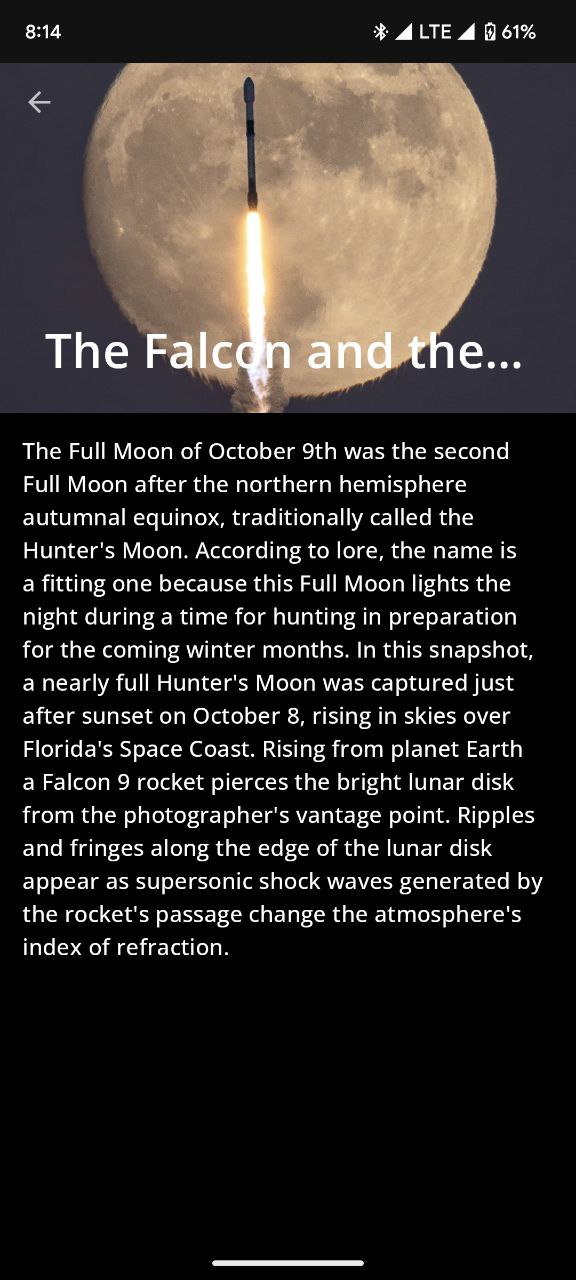 8:14
LTE 61%
The Falcon and the...
The Full Moon of October 9th was the second
Full Moon after the northern hemisphere
autumnal equinox, traditionally called the
Hunter's Moon. According to lore, the name is
a fitting one because this Full Moon lights the
night during a time for hunting in preparation
for the coming winter months. In this snapshot,
a nearly full Hunter's Moon was captured just
after sunset on October 8, rising in skies over
Florida's Space Coast. Rising from planet Earth
a Falcon 9 rocket pierces the bright lunar disk
from the photographer's vantage point. Ripples
and fringes along the edge of the lunar disk
appear as supersonic shock waves generated by
the rocket's passage change the atmosphere's
index of refraction.